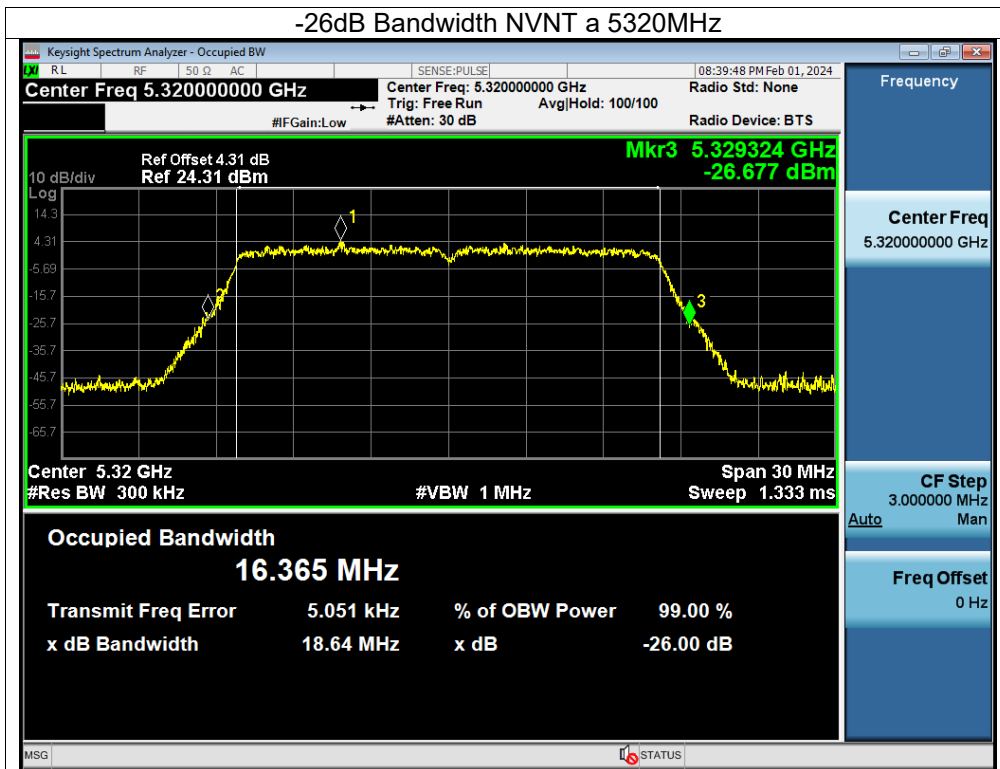 -26dB Bandwidth NVNT a 5320MHz
Keysight Spectrum Analyzer - Occupied BW
LXI RL RF 50 Ω AC SENSE:PULSE 08:39:48 PM Feb 01, 2024
Center Freq 5.320000000 GHz
Center Freq: 5.320000000 GHz Radio Std: None
Trig: Free Run Avg|Hold: 100/100
#IFGain:Low #Atten: 30 dB Radio Device: BTS
Frequency
Mkr3 5.329324 GHz
-26.677 dBm
Ref Offset 4.31 dB
10 dB/div Ref 24.31 dBm
Log
14.3
4.31
-5.69
-15.7
-25.7
-35.7
-45.7
-55.7
-65.7
1
2
3
Center 5.32 GHz Span 30 MHz
#Res BW 300 kHz #VBW 1 MHz Sweep 1.333 ms
Center Freq
5.320000000 GHz
CF Step
3.000000 MHz
Auto Man
Freq Offset
0 Hz
Occupied Bandwidth
16.365 MHz
Transmit Freq Error 5.051 kHz % of OBW Power 99.00 %
x dB Bandwidth 18.64 MHz x dB -26.00 dB
MSG STATUS